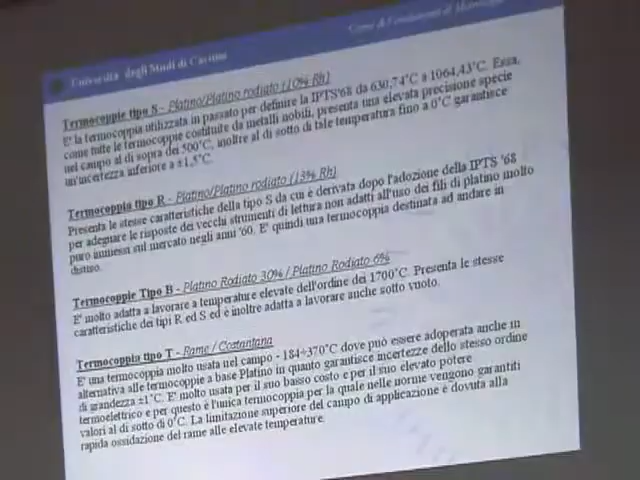 Università degli Studi di Cassino
Corso di Fondamenti di Misure
Termocoppie tipo S - Platino/Platino rodiato (10% Rh)
E' la termocoppia utilizzata in passato per definire la IPTS'68 da 630,74°C a 1064,43°C. Essa,
come tutte le termocoppie costituite da metalli nobili, presenta una elevata precisione specie
nel campo al di sopra dei 500°C, inoltre al di sotto di tale temperatura fino a 0°C garantisce
un'incertezza inferiore a ±1,5°C.
Termocoppia tipo R - Platino/Platino rodiato (13% Rh)
Presenta le stesse caratteristiche della tipo S da cui è derivata dopo l'adozione della IPTS '68
per adeguare le risposte dei vecchi strumenti di lettura non adatti all'uso dei fili di platino molto
puro immessi sul mercato negli anni '60. E' quindi una termocoppia destinata ad andare in
disuso.
Termocoppie Tipo B - Platino Rodiato 30% / Platino Rodiato 6%
E' molto adatta a lavorare a temperature elevate dell'ordine dei 1700°C. Presenta le stesse
caratteristiche dei tipi R ed S ed è inoltre adatta a lavorare anche sotto vuoto.
Termocoppia tipo T - Rame / Costantana
E' una termocoppia molto usata nel campo -184÷370°C dove può essere adoperata anche in
alternativa alle termocoppie a base Platino in quanto garantisce incertezze dello stesso ordine
di grandezza ±1°C. E' molto usata per il suo basso costo e per il suo elevato potere
termoelettrico e per questo è l'unica termocoppia per la quale nelle norme vengono garantiti
valori al di sotto di 0°C. La limitazione superiore del campo di applicazione è dovuta alla
rapida ossidazione del rame alle elevate temperature.